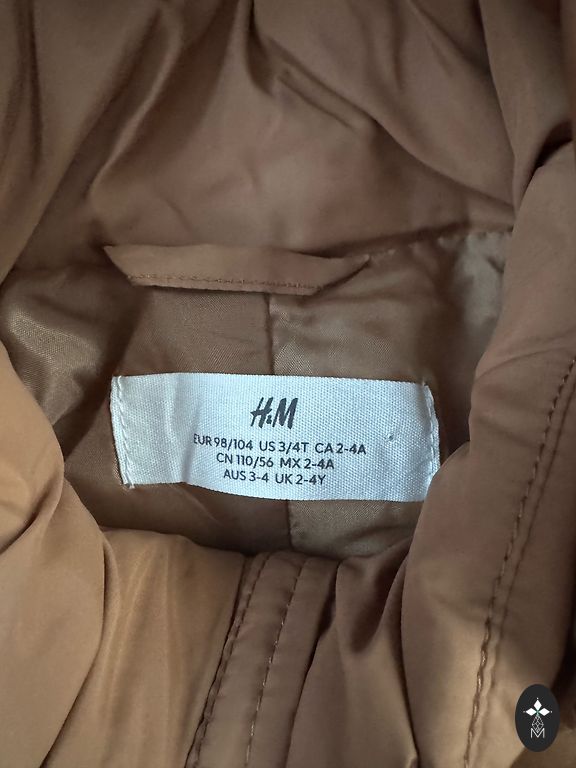 H&M
EUR 98/104 US 3/4T CA 2-4A
CN 110/56 MX 2-4A
AUS 3-4 UK 2-4Y
M